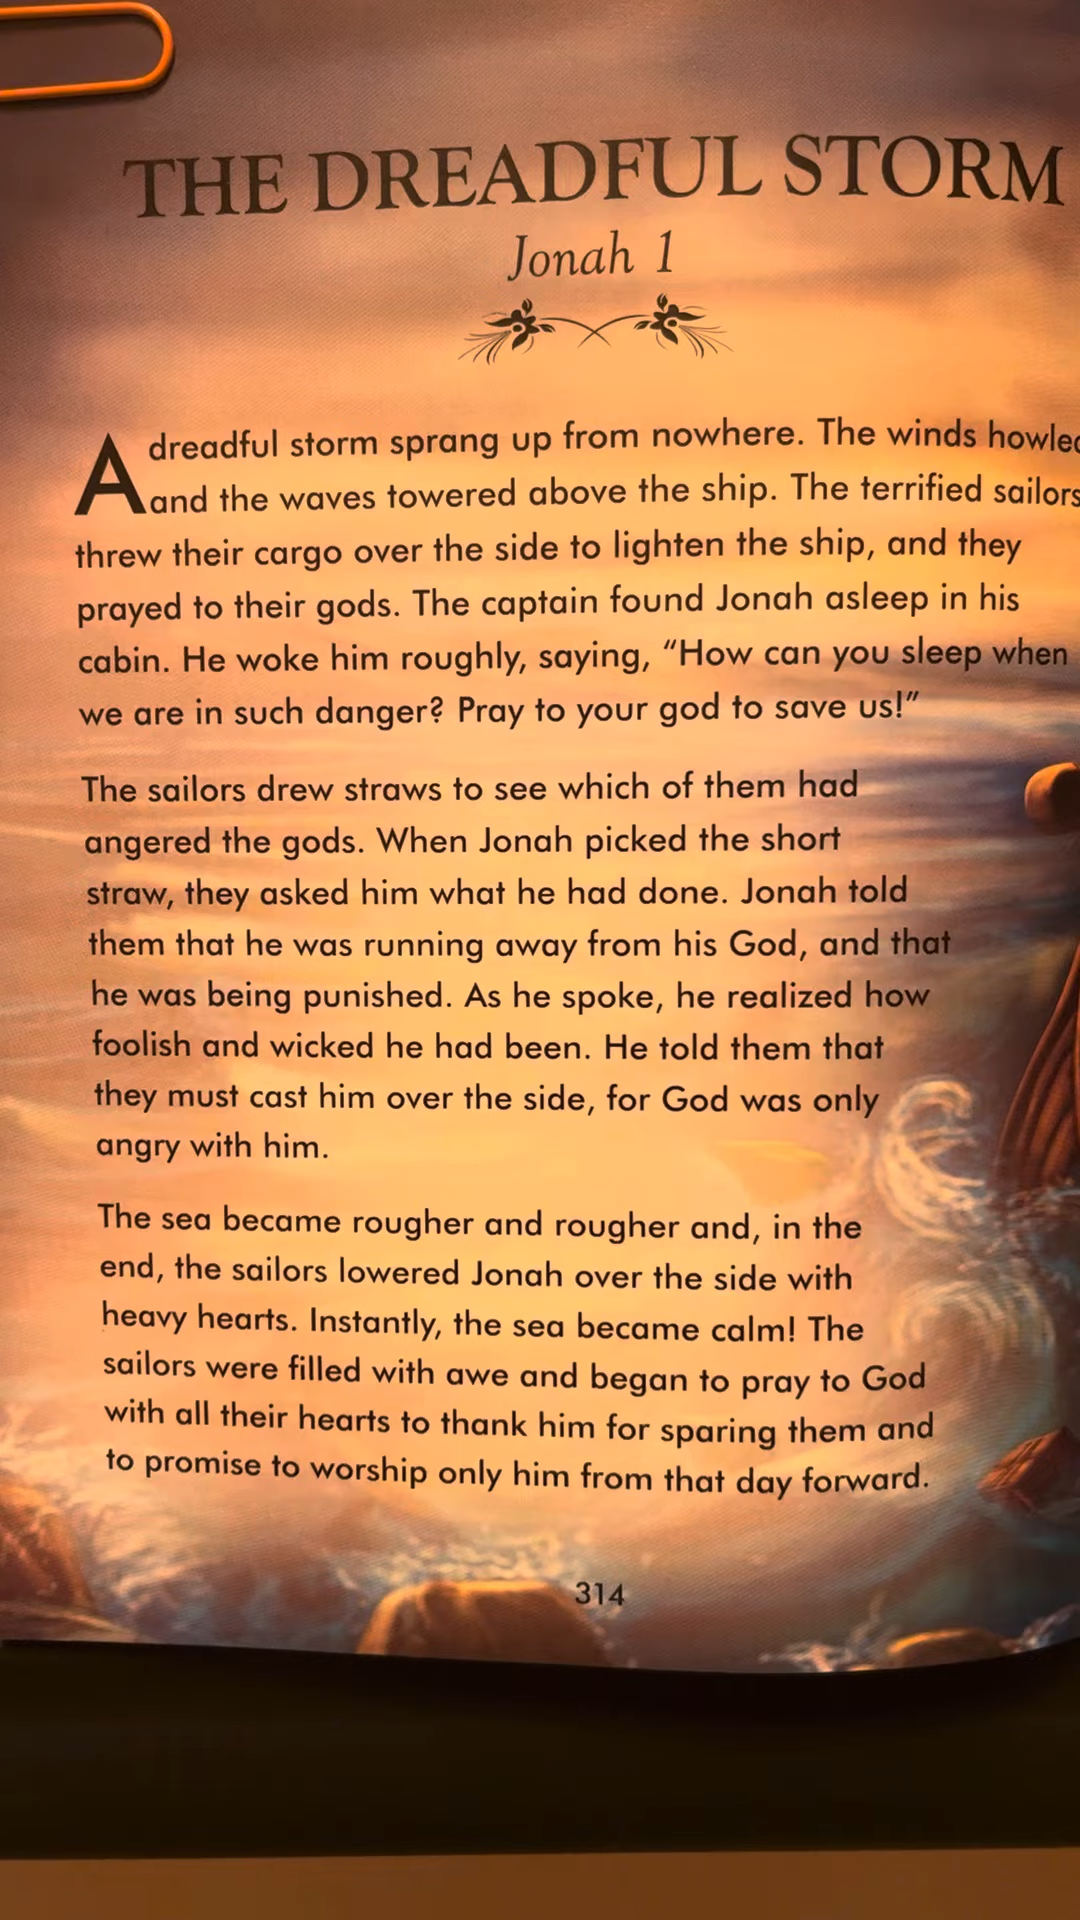 THE DREADFUL STORM
Jonah 1
A dreadful storm sprang up from nowhere. The winds howled
and the waves towered above the ship. The terrified sailors
threw their cargo over the side to lighten the ship, and they
prayed to their gods. The captain found Jonah asleep in his
cabin. He woke him roughly, saying, “How can you sleep when
we are in such danger? Pray to your god to save us!”
The sailors drew straws to see which of them had
angered the gods. When Jonah picked the short
straw, they asked him what he had done. Jonah told
them that he was running away from his God, and that
he was being punished. As he spoke, he realized how
foolish and wicked he had been. He told them that
they must cast him over the side, for God was only
angry with him.
The sea became rougher and rougher and, in the
end, the sailors lowered Jonah over the side with
heavy hearts. Instantly, the sea became calm! The
sailors were filled with awe and began to pray to God
with all their hearts to thank him for sparing them and
to promise to worship only him from that day forward.
314